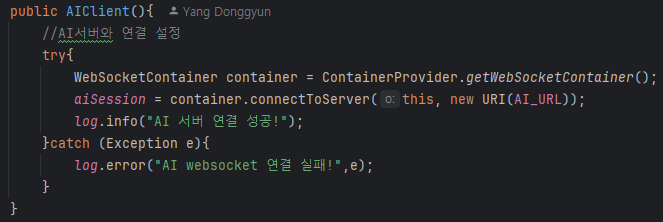 public AIClient(){ Yang Donggyun
//AI서버와 연결 설정
try{
WebSocketContainer container = ContainerProvider.getWebSocketContainer();
aiSession = container.connectToServer( o: this, new URI(AI_URL));
log.info("AI 서버 연결 성공!");
}catch (Exception e){
log.error("AI websocket 연결 실패!",e);
}
}